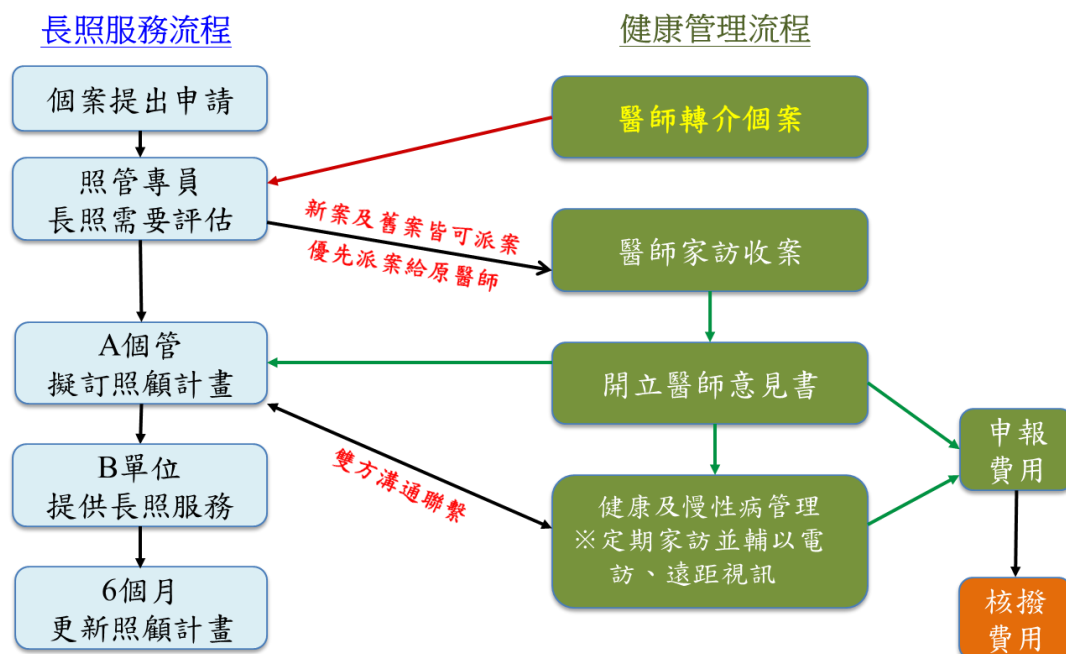 長照服務流程
健康管理流程
個案提出申請
醫師轉介個案
照管專員
長照需要評估
新案及舊案皆可派案
優先派案給原醫師
醫師家訪收案
A個管
擬訂照顧計畫
開立醫師意見書
申報
費用
雙方溝通聯繫
B單位
提供長照服務
健康及慢性病管理
※定期家訪並輔以電
訪、遠距視訊
6個月
更新照顧計畫
核撥
費用